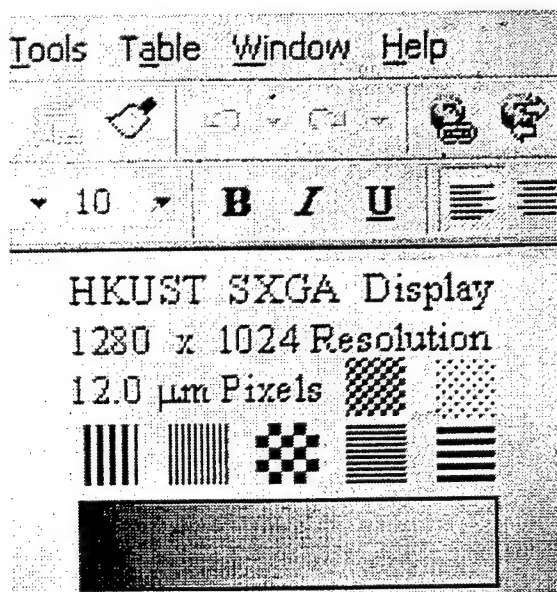 Tools Table Window Help
10 B I U
HKUST SXGA Display
1280 x 1024 Resolution
12.0 µm Pixels